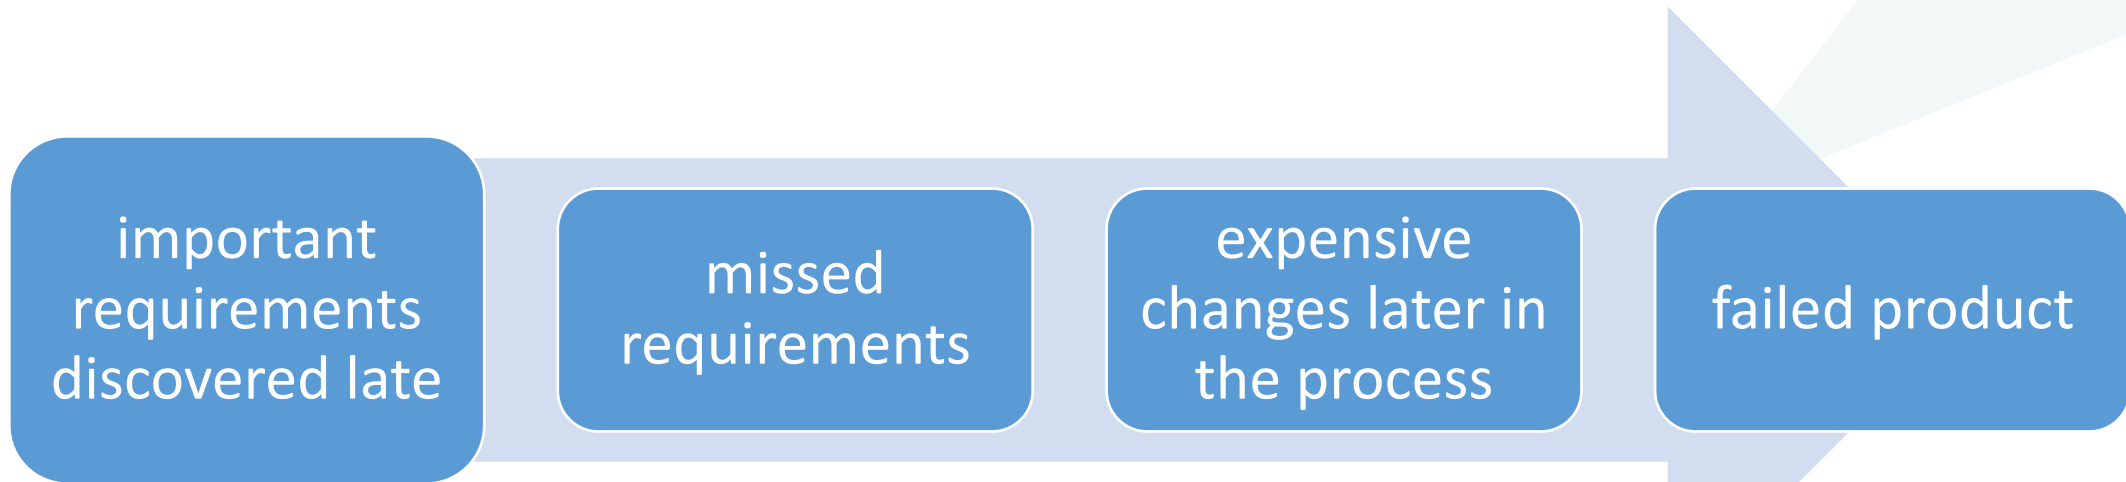 important
requirements
discovered late
missed
requirements
expensive
changes later in
the process
failed product